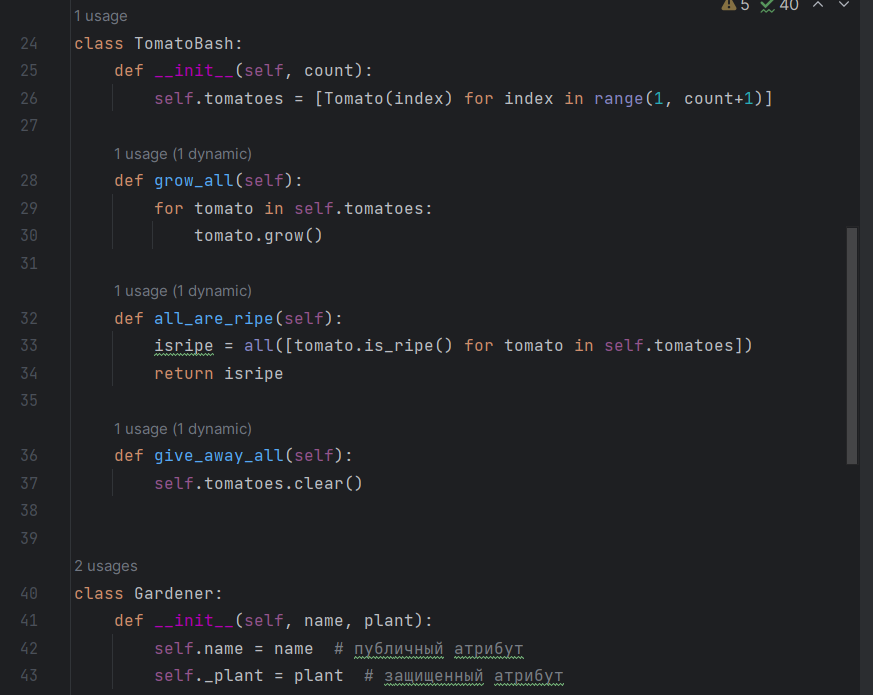 5 40
1 usage
24 class TomatoBash:
25 def __init__(self, count):
26 self.tomatoes = [Tomato(index) for index in range(1, count+1)]
27
1 usage (1 dynamic)
28 def grow_all(self):
29 for tomato in self.tomatoes:
30 tomato.grow()
31
1 usage (1 dynamic)
32 def all_are_ripe(self):
33 isripe = all([tomato.is_ripe() for tomato in self.tomatoes])
34 return isripe
35
1 usage (1 dynamic)
36 def give_away_all(self):
37 self.tomatoes.clear()
38
39
2 usages
40 class Gardener:
41 def __init__(self, name, plant):
42 self.name = name # публичный атрибут
43 self._plant = plant # защищенный атрибут